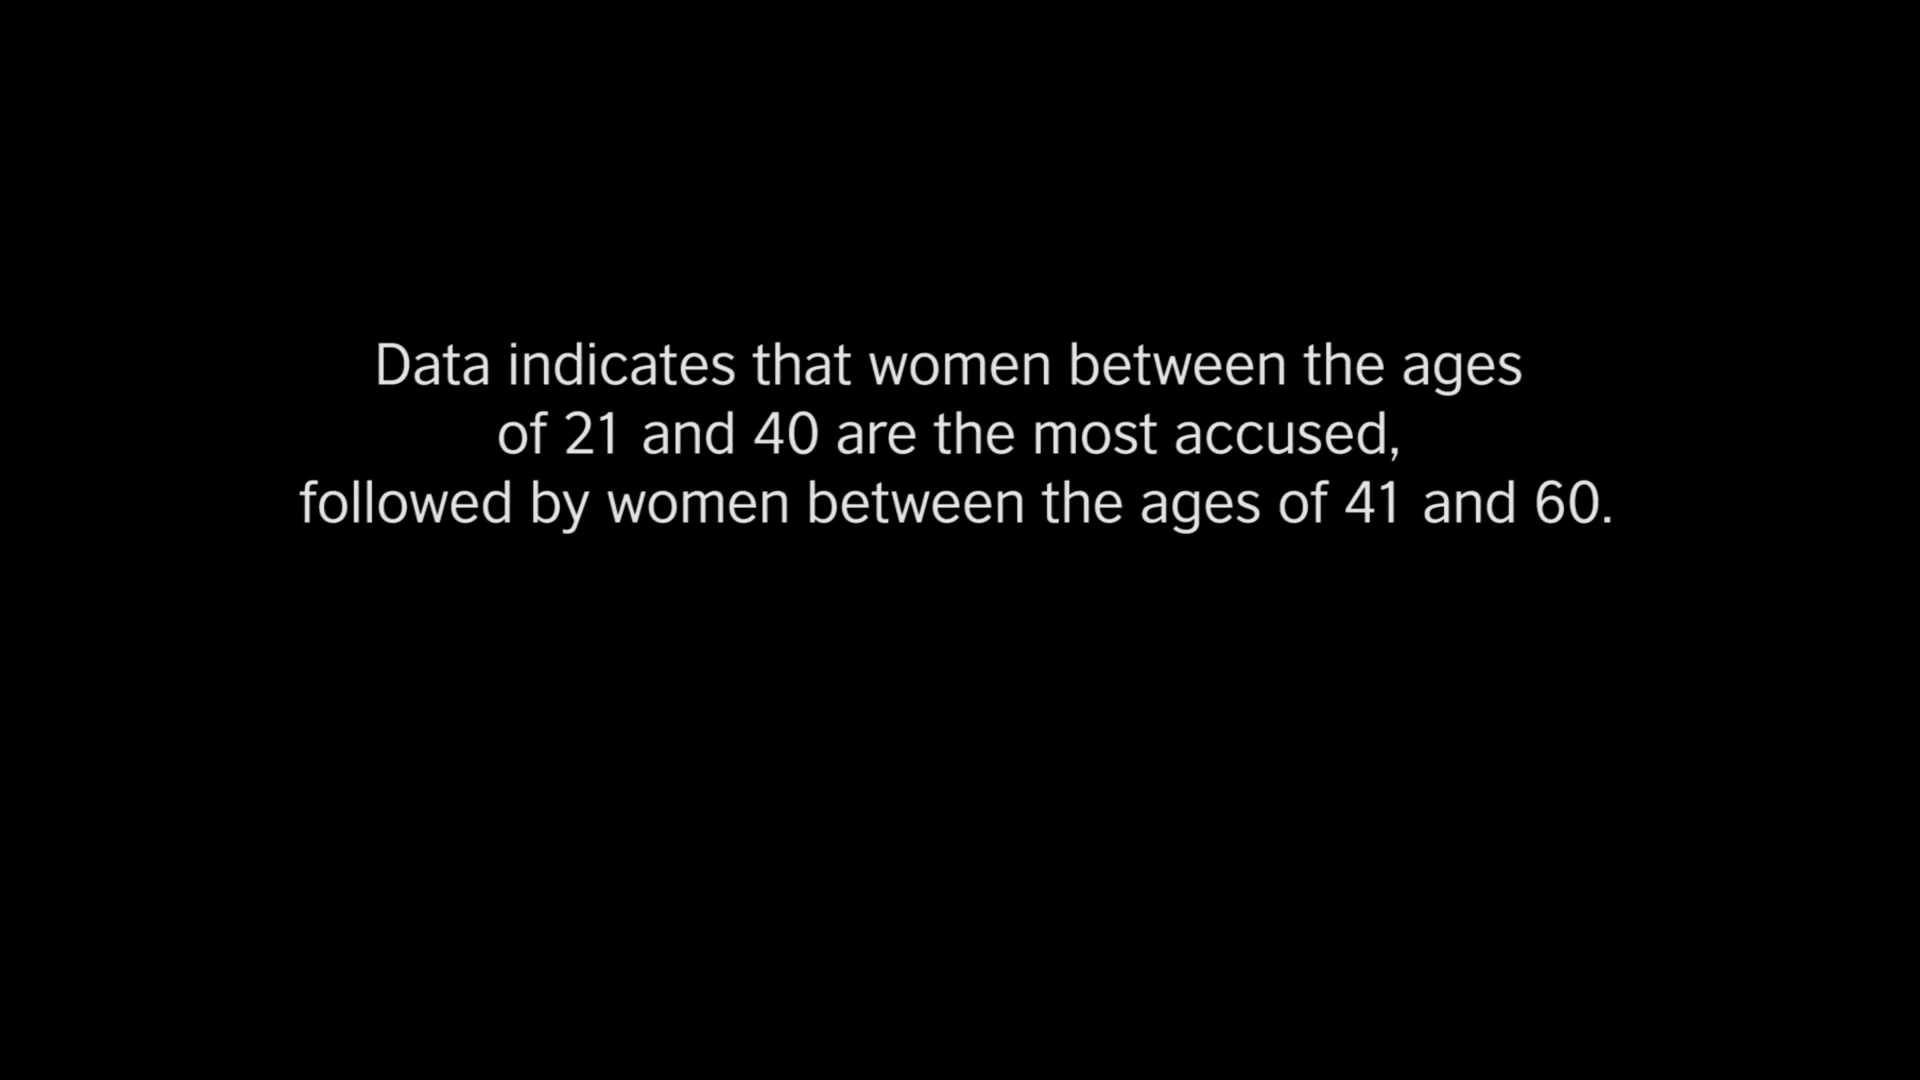 Data indicates that women between the ages
of 21 and 40 are the most accused,
followed by women between the ages of 41 and 60.